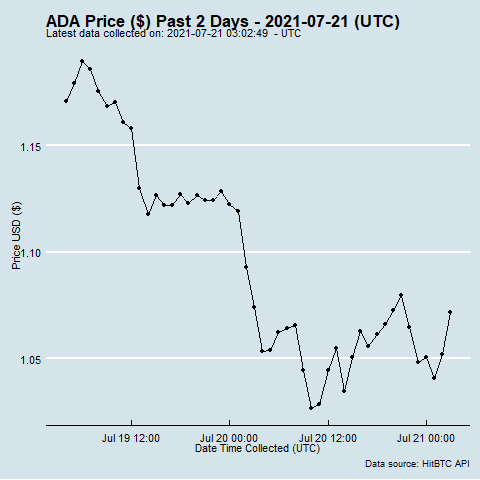 ADA Price ($) Past 2 Days - 2021-07-21 (UTC)
Latest data collected on: 2021-07-21 03:02:49 - UTC
1.15
1.10
1.05
Price USD ($)
Jul 19 12:00 Jul 20 00:00 Jul 20 12:00 Jul 21 00:00
Date Time Collected (UTC)
Data source: HitBTC API